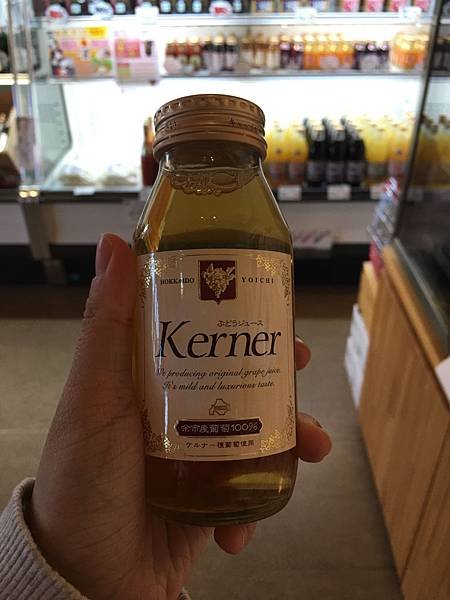 HOKKAIDO YOICHI
ぶどうジュース
Kerner
It producing original grape juice.
It's mild and luxurious taste.
余市産葡萄100%
ケルナー種葡萄使用